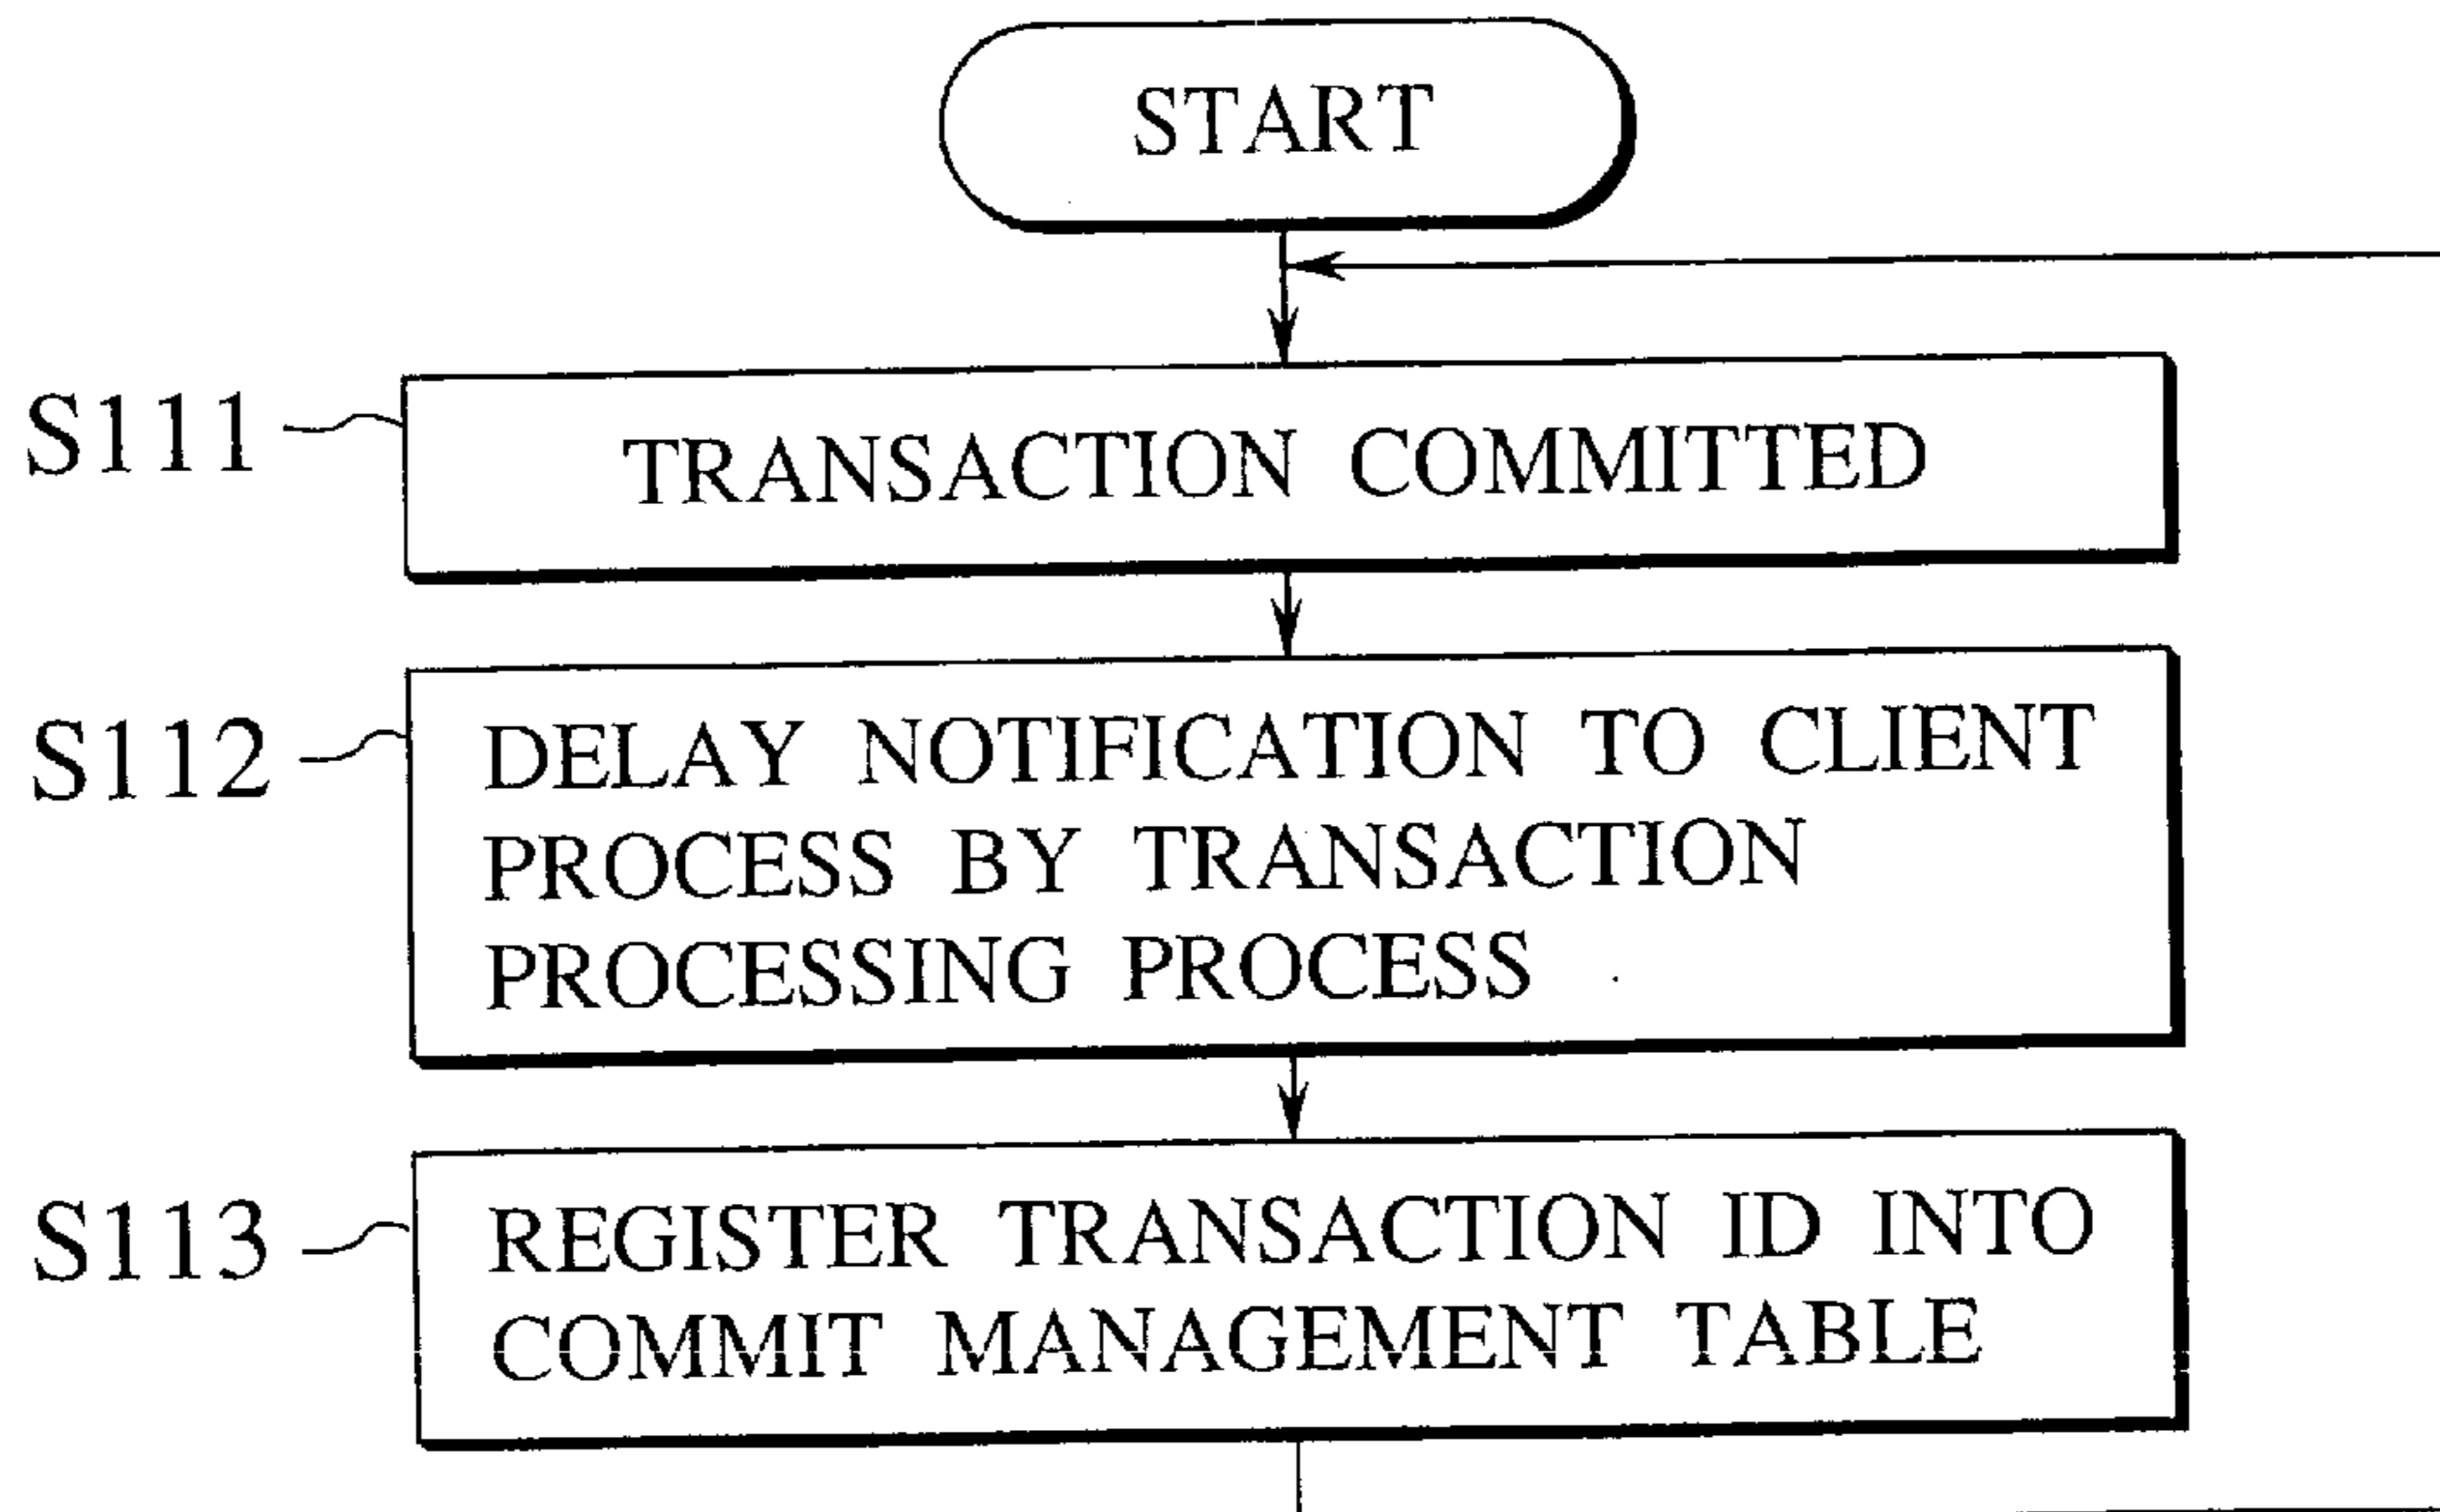 START
S111
TRANSACTION COMMITTED
S112
DELAY NOTIFICATION TO CLIENT
PROCESS BY TRANSACTION
PROCESSING PROCESS
S113
REGISTER TRANSACTION ID INTO
COMMIT MANAGEMENT TABLE